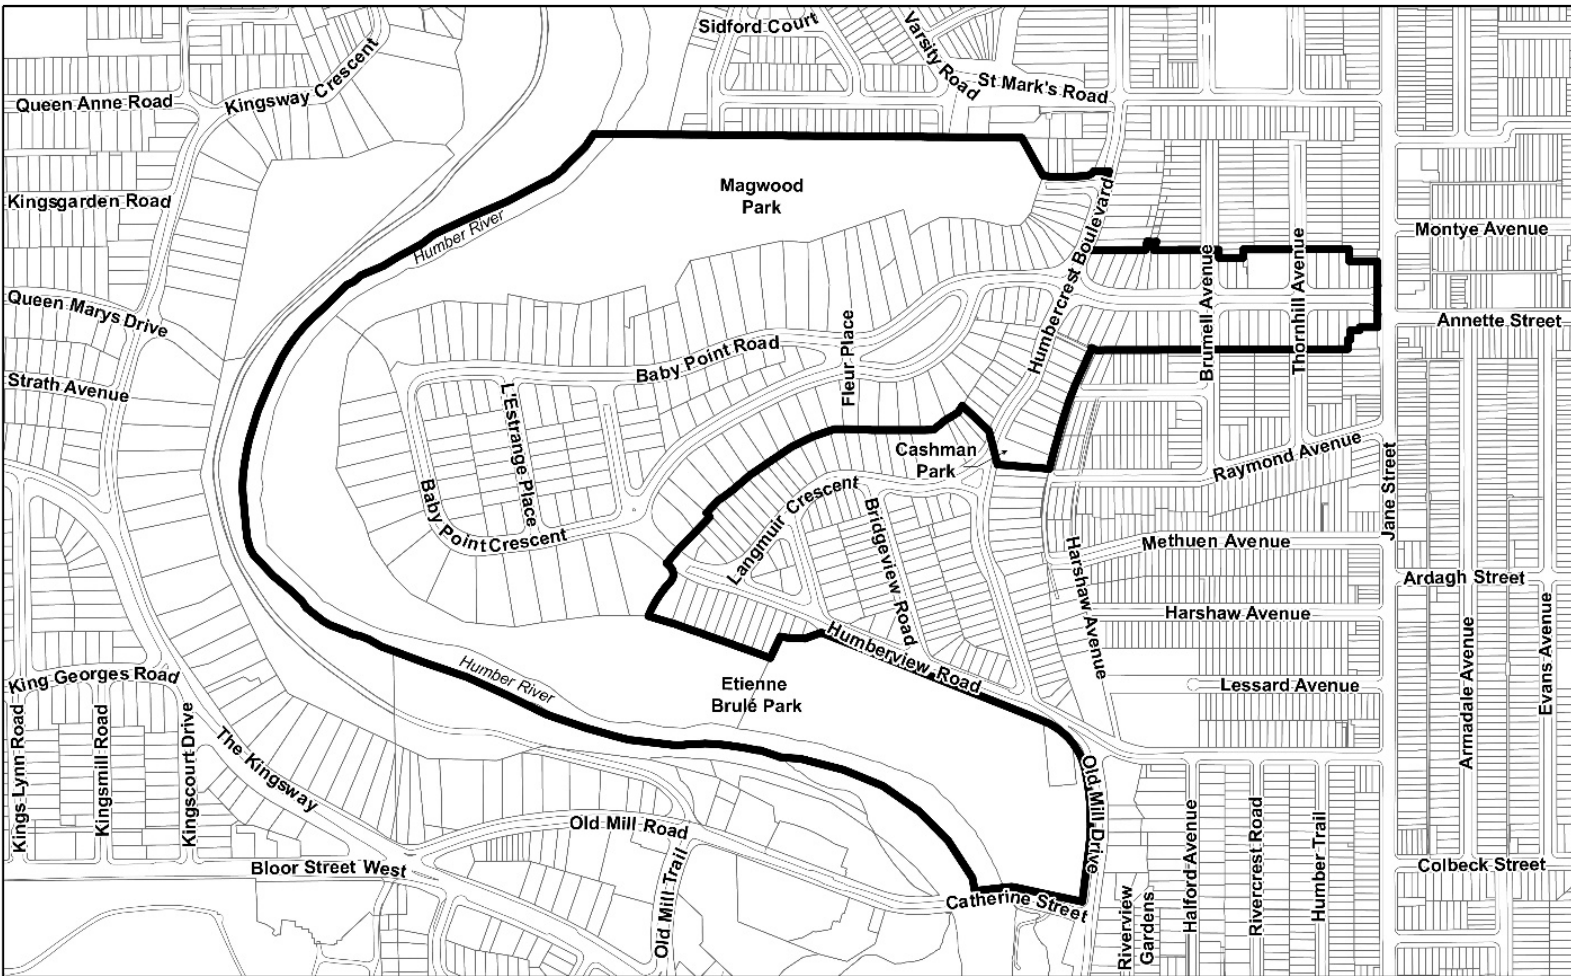 Sidford Court
Varsity Road
St Mark's Road
Queen Anne Road
Kingsway Crescent
Magwood
Park
Kingsgarden Road
Humber River
Humbercrest Boulevard
Montye Avenue
Brumell Avenue
Thornhill Avenue
Queen Marys Drive
Annette Street
Fleur Place
Baby Point Road
Strath Avenue
L'Estrange Place
Cashman
Park
Raymond Avenue
Jane Street
Baby Point Crescent
Langmuir Crescent
Bridgeview Road
Methuen Avenue
Harshaw Avenue
Ardagh Street
Harshaw Avenue
Armadale Avenue
Evans Avenue
Humberview Road
Humber River
Etienne
Brulé Park
Lessard Avenue
King Georges Road
Kings Lynn Road
Kingsmill Road
Kingscourt Drive
The Kingsway
Old Mill Drive
Old Mill Road
Old Mill Trail
Bloor Street West
Catherine Street
Riverview
Gardens
Halford Avenue
Rivercrest Road
Humber Trail
Colbeck Street